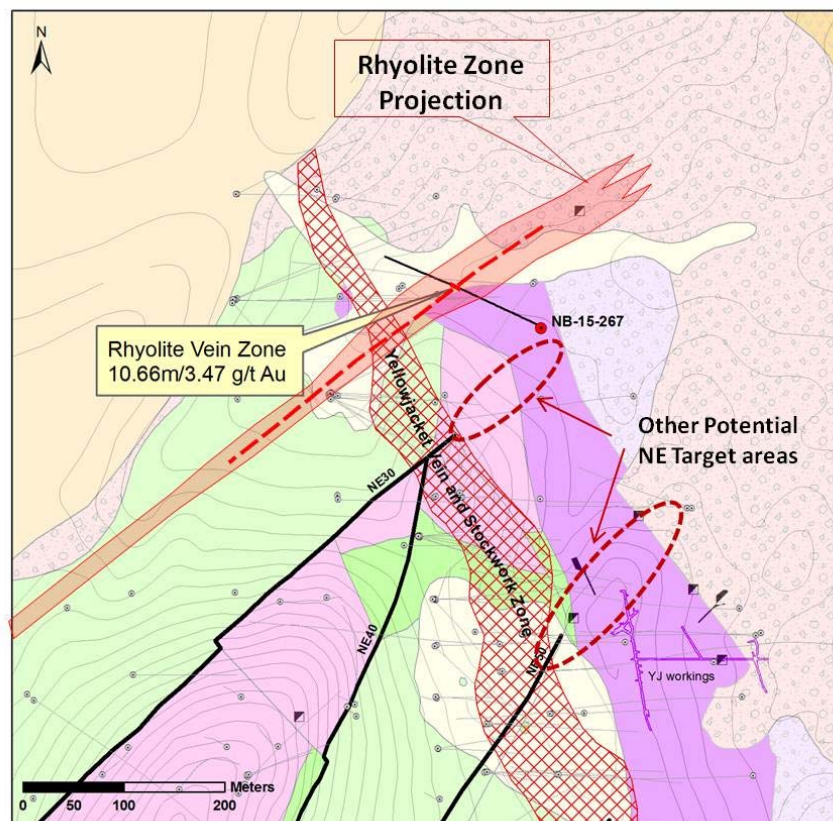 N
Rhyolite Zone
Projection
NB-15-267
Rhyolite Vein Zone
10.66m/3.47 g/t Au
Yellowjacket Vein and Stockwork Zone
Other Potential
NE Target areas
NE30
NE40
NE50
YJ workings
Meters
0 50 100 200